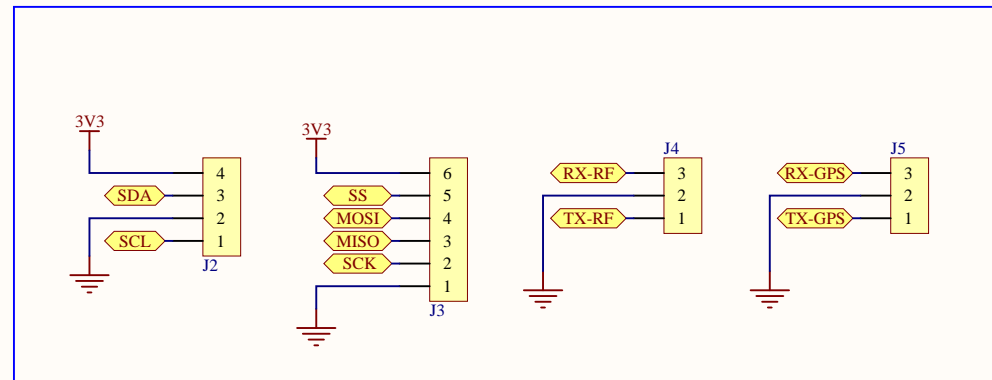 3V3
4
SDA
3
2
SCL
1
J2
3V3
6
SS
5
MOSI
4
MISO
3
SCK
2
1
J3
J4
RX-RF
3
2
TX-RF
1
J5
RX-GPS
3
2
TX-GPS
1